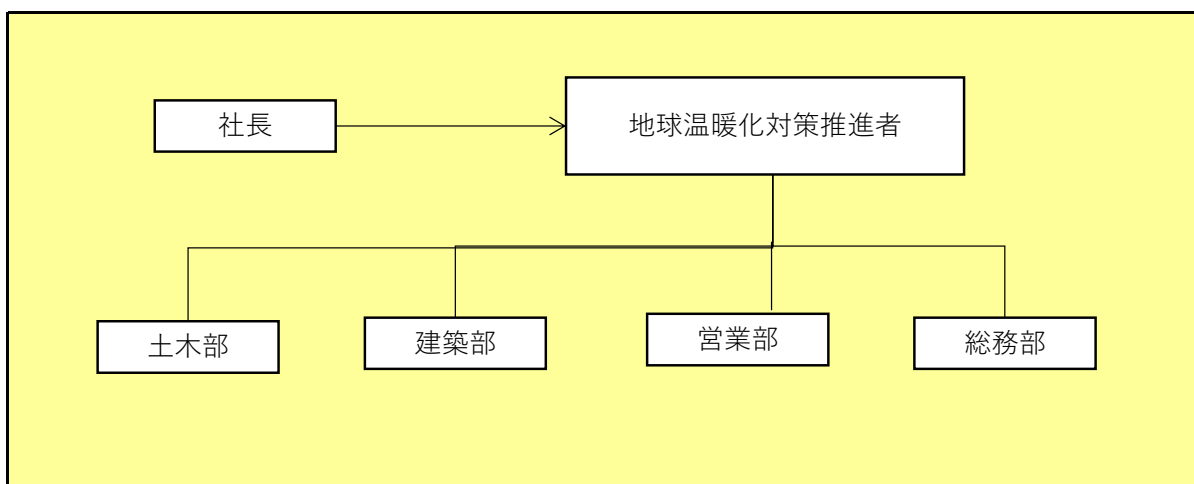 社長
地球温暖化対策推進者
土木部
建築部
営業部
総務部